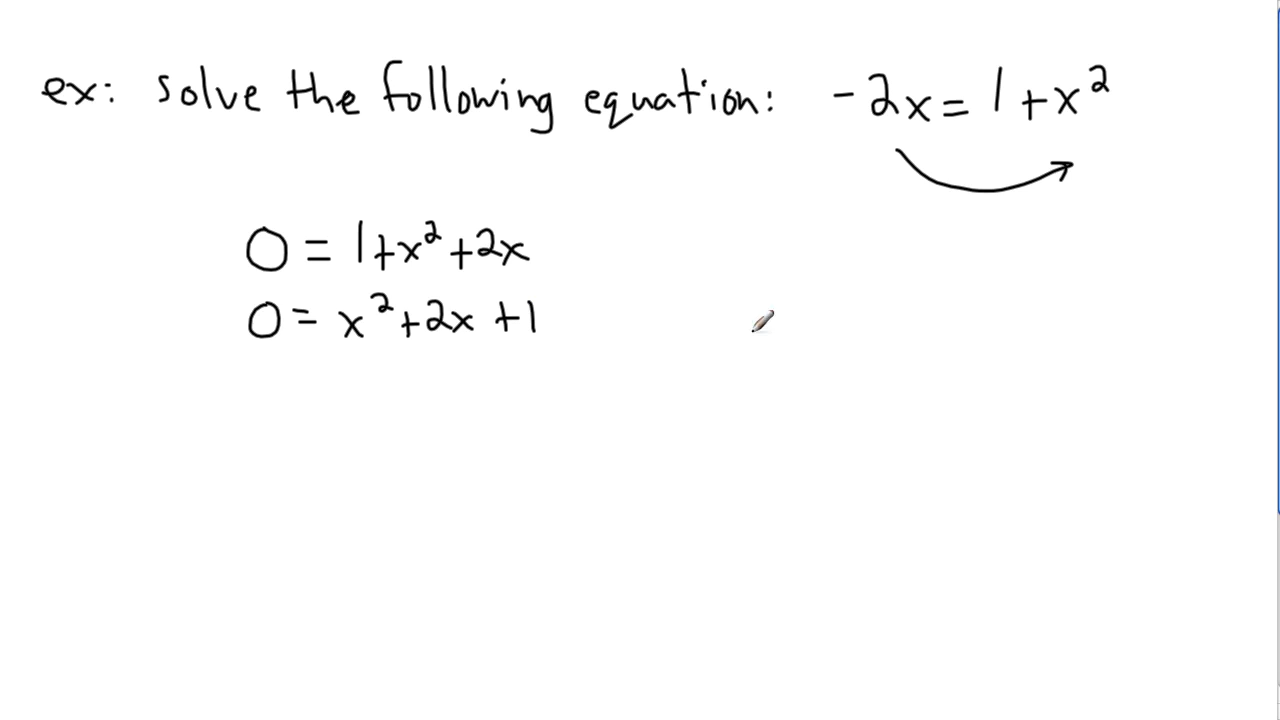 ex: solve the following equation: -2x = 1 + x²
0 = 1 + x² + 2x
0 = x² + 2x + 1